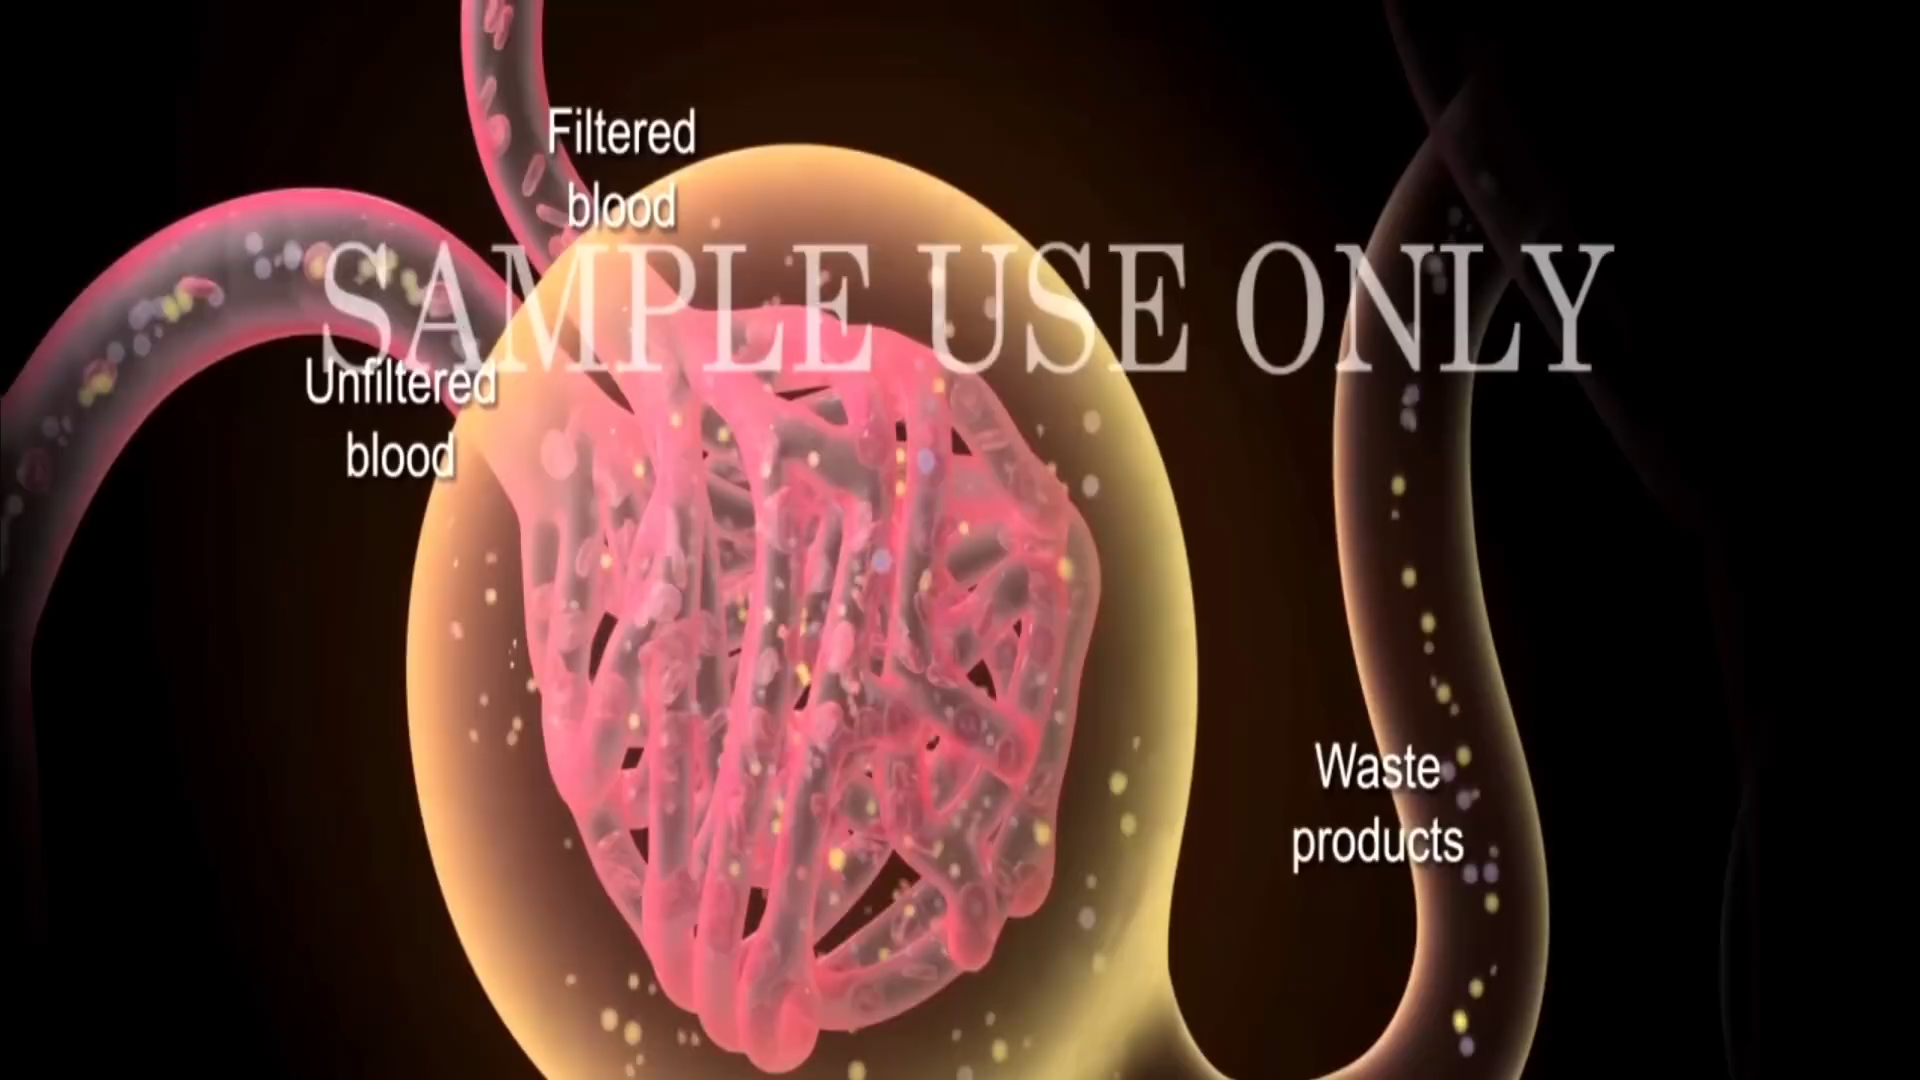 Filtered
blood
SAMPLE USE ONLY
Unfiltered
blood
Waste
products